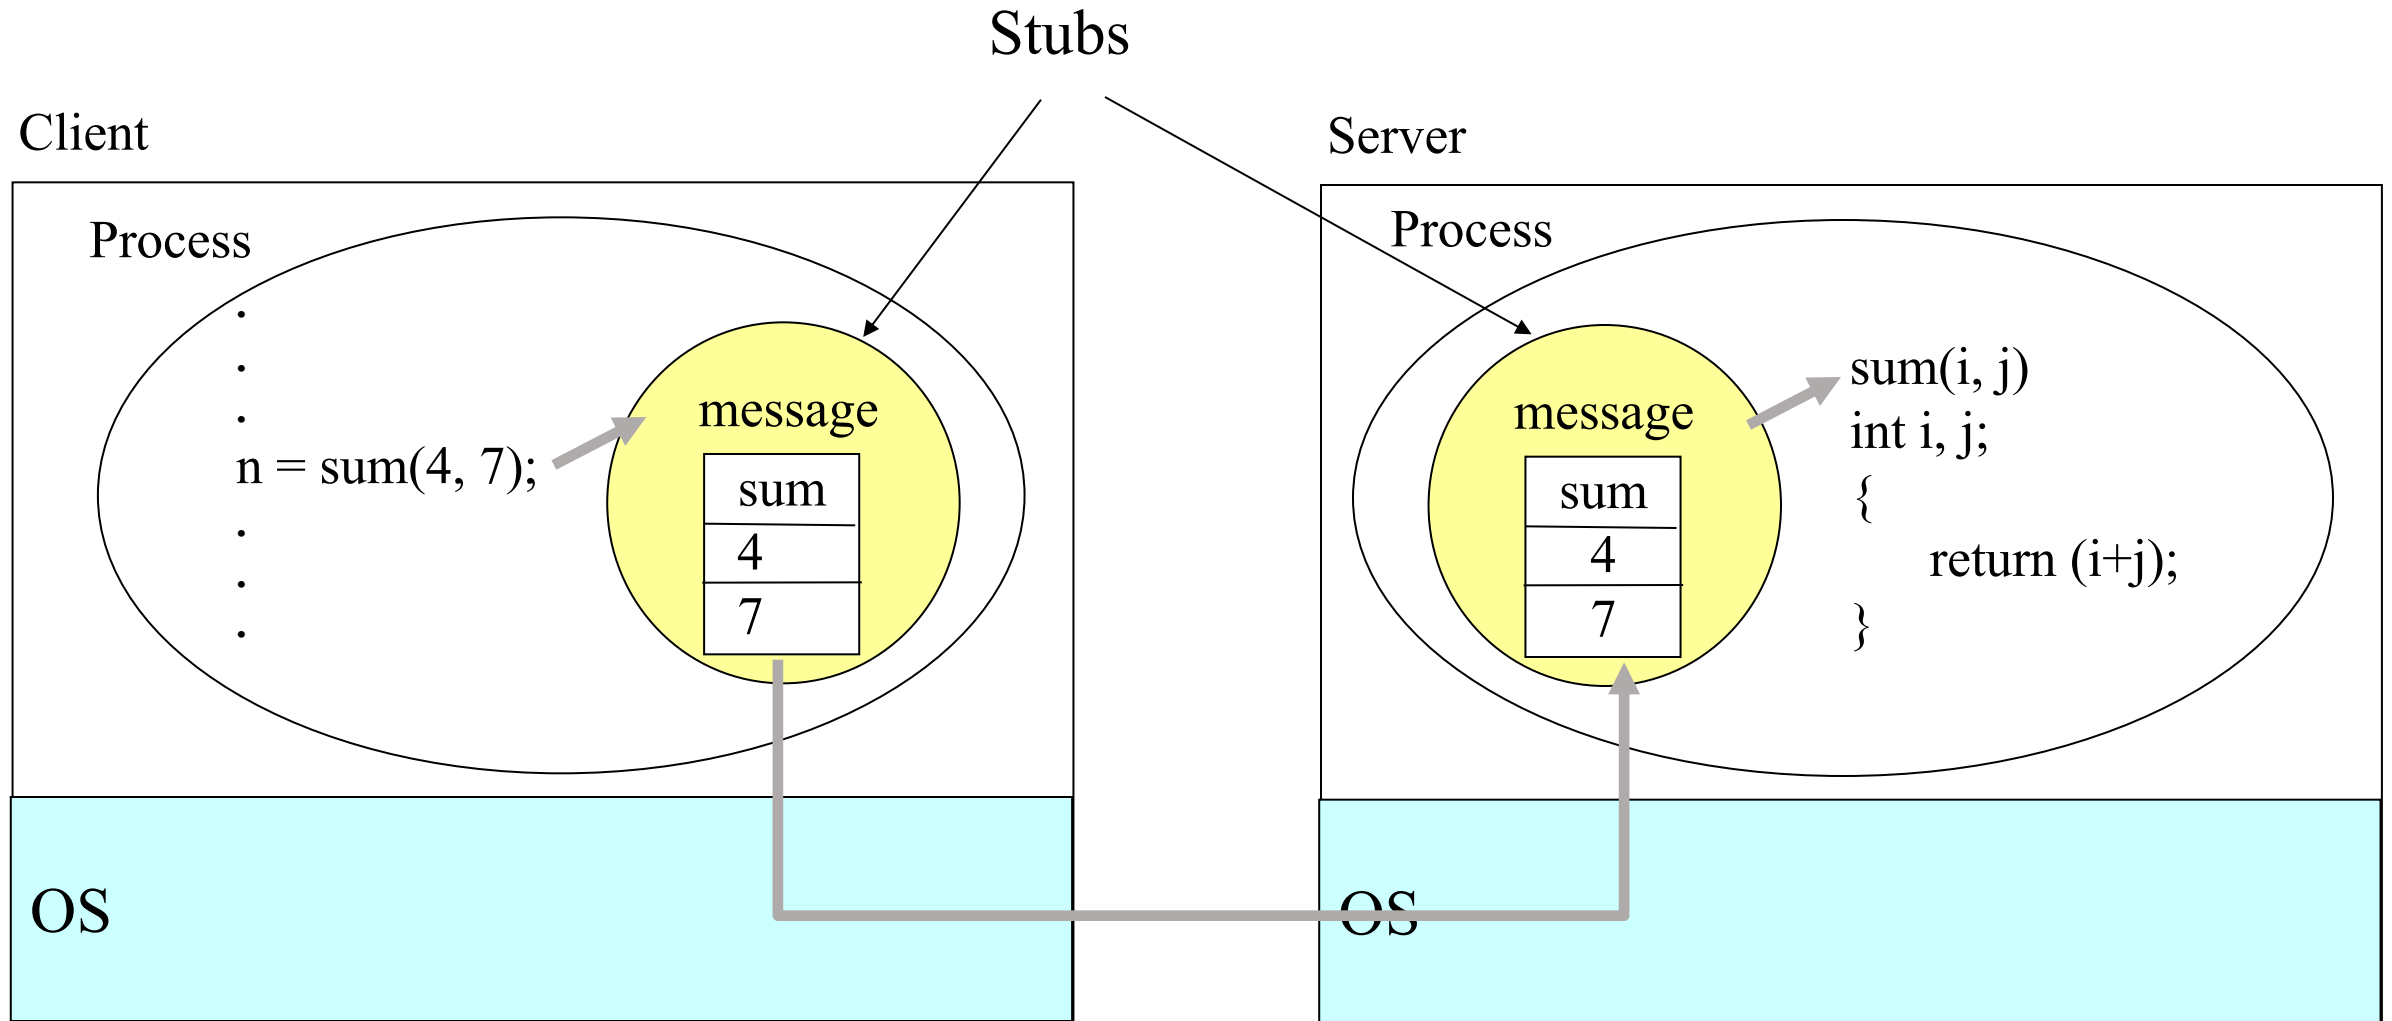 Stubs
Client
Process
.
.
.
n = sum(4, 7);
.
.
.
message
sum
4
7
OS
Server
Process
message
sum
4
7
sum(i, j)
int i, j;
{
return (i+j);
}
OS